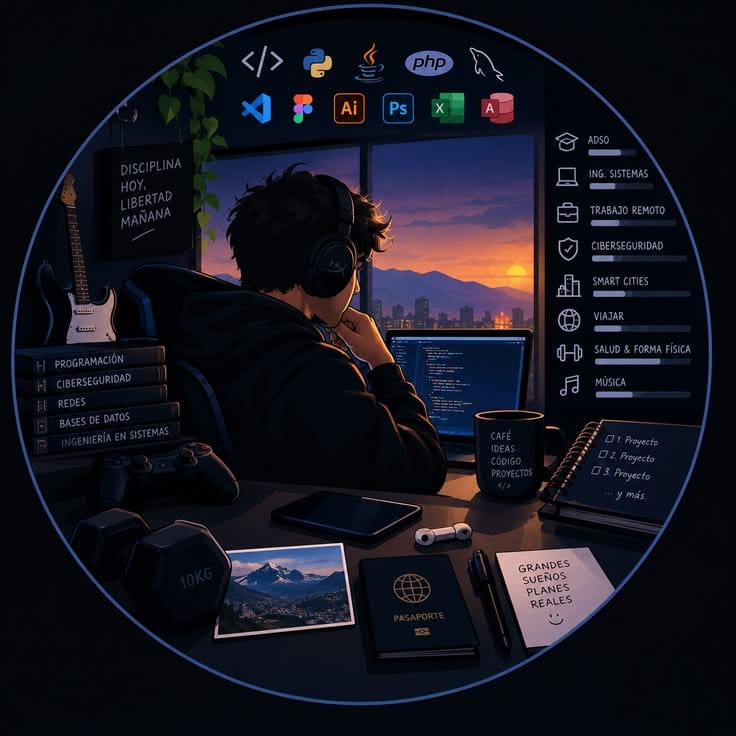 </>
php
Ai
Ps
X
A
DISCIPLINA
HOY,
LIBERTAD
MAÑANA
ADSO
ING. SISTEMAS
TRABAJO REMOTO
CIBERSEGURIDAD
SMART CITIES
VIAJAR
SALUD & FORMA FÍSICA
MÚSICA
PROGRAMACIÓN
CIBERSEGURIDAD
REDES
BASES DE DATOS
INGENIERÍA EN SISTEMAS
CAFÉ
IDEAS
CÓDIGO
PROYECTOS
</>
1. Proyecto
2. Proyecto
3. Proyecto
... y más.
10KG
PASAPORTE
GRANDES
SUEÑOS
PLANES
REALES